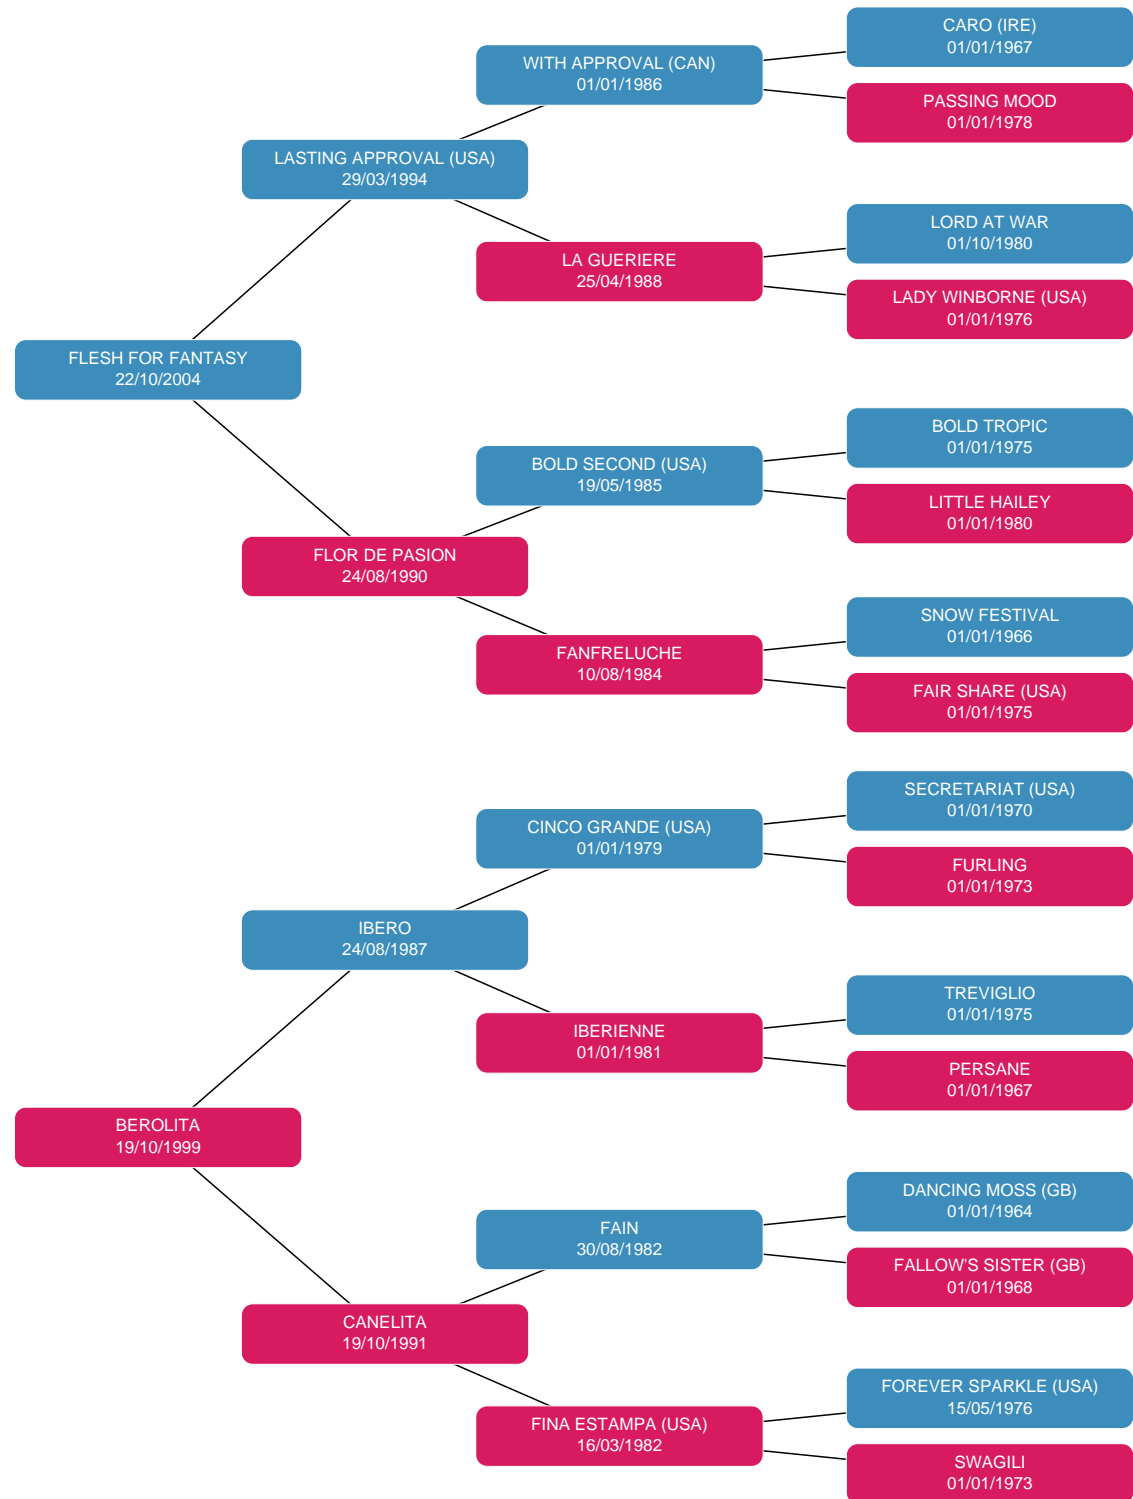 CARO (IRE)
01/01/1967
WITH APPROVAL (CAN)
01/01/1986
PASSING MOOD
01/01/1978
LASTING APPROVAL (USA)
29/03/1994
LORD AT WAR
01/10/1980
LA GUERIERE
25/04/1988
LADY WINBORNE (USA)
01/01/1976
FLESH FOR FANTASY
22/10/2004
BOLD TROPIC
01/01/1975
BOLD SECOND (USA)
19/05/1985
LITTLE HAILEY
01/01/1980
FLOR DE PASION
24/08/1990
SNOW FESTIVAL
01/01/1966
FANFRELUCHE
10/08/1984
FAIR SHARE (USA)
01/01/1975
SECRETARIAT (USA)
01/01/1970
CINCO GRANDE (USA)
01/01/1979
FURLING
01/01/1973
IBERO
24/08/1987
TREVIGLIO
01/01/1975
IBERIENNE
01/01/1981
PERSANE
01/01/1967
BEROLITA
19/10/1999
DANCING MOSS (GB)
01/01/1964
FAIN
30/08/1982
FALLOW'S SISTER (GB)
01/01/1968
CANELITA
19/10/1991
FOREVER SPARKLE (USA)
15/05/1976
FINA ESTAMPA (USA)
16/03/1982
SWAGILI
01/01/1973